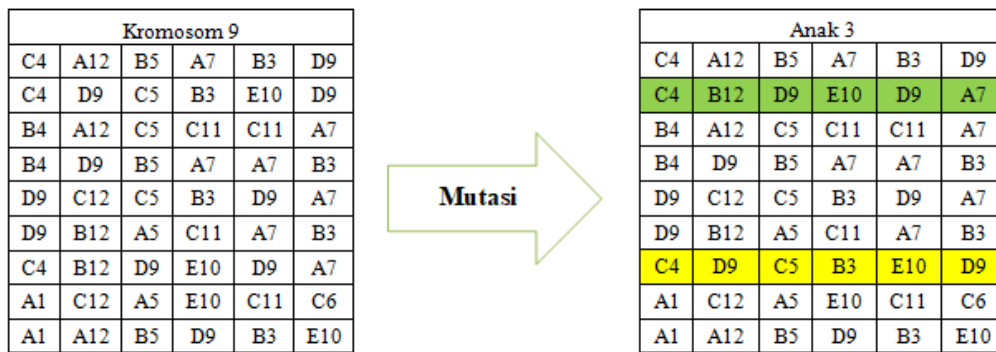 Kromosom 9
C4 A12 B5 A7 B3 D9
C4 D9 C5 B3 E10 D9
B4 A12 C5 C11 C11 A7
B4 D9 B5 A7 A7 B3
D9 C12 C5 B3 D9 A7
D9 B12 A5 C11 A7 B3
C4 B12 D9 E10 D9 A7
A1 C12 A5 E10 C11 C6
A1 A12 B5 D9 B3 E10
Mutasi
Anak 3
C4 A12 B5 A7 B3 D9
C4 B12 D9 E10 D9 A7
B4 A12 C5 C11 C11 A7
B4 D9 B5 A7 A7 B3
D9 C12 C5 B3 D9 A7
D9 B12 A5 C11 A7 B3
C4 D9 C5 B3 E10 D9
A1 C12 A5 E10 C11 C6
A1 A12 B5 D9 B3 E10